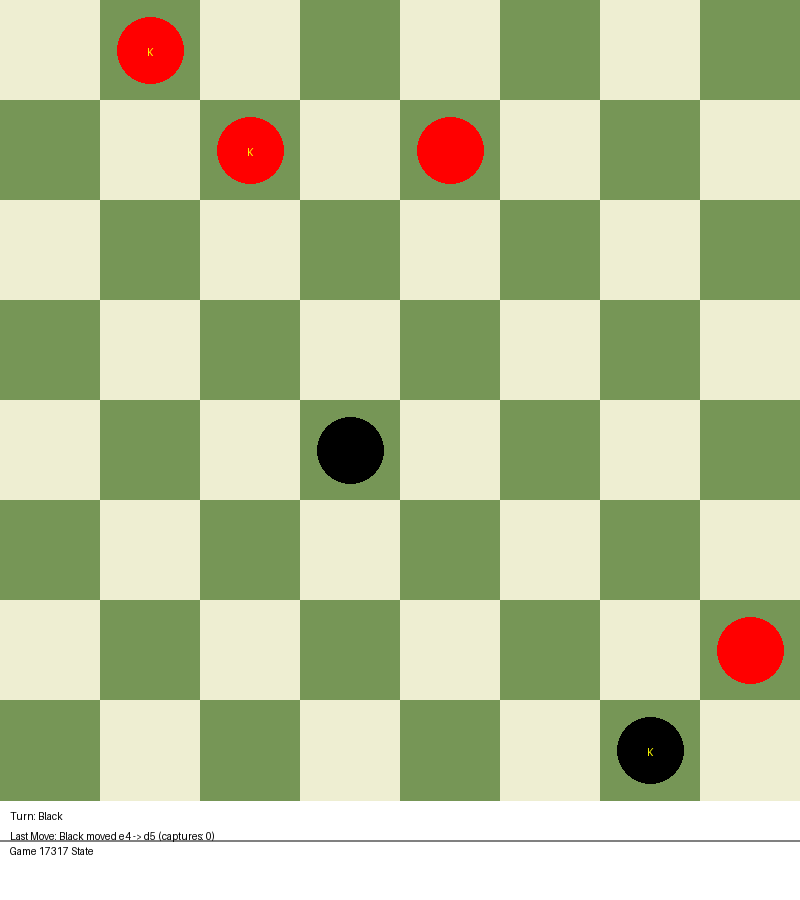 K
K
K
Turn: Black
Last Move: Black moved e4 -> d5 (captures: 0)
Game 17317 State